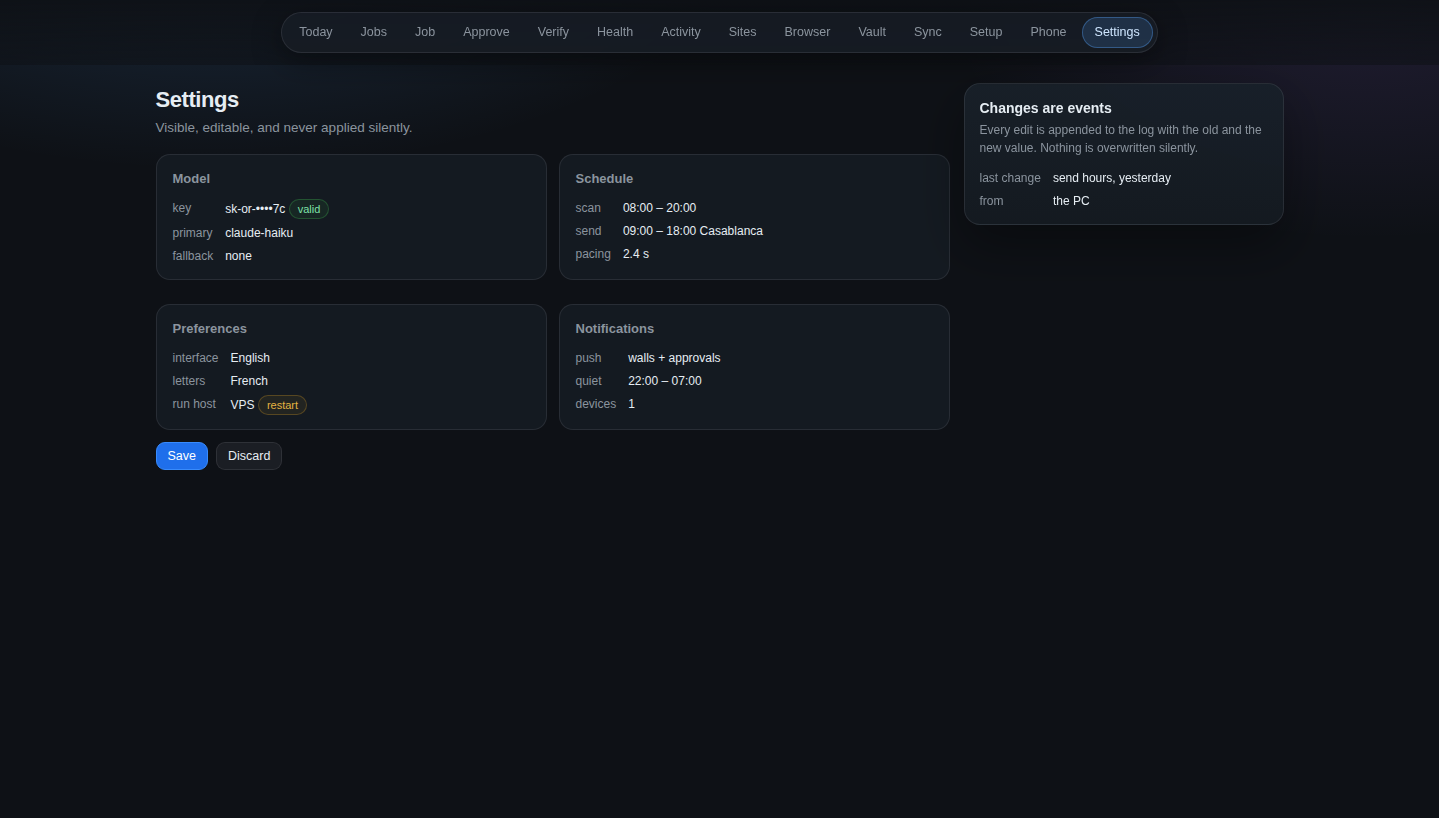 Today Jobs Job Approve Verify Health Activity Sites Browser Vault Sync Setup Phone Settings
Settings
Visible, editable, and never applied silently.
Model
key sk-or-••••7c valid
primary claude-haiku
fallback none
Schedule
scan 08:00 – 20:00
send 09:00 – 18:00 Casablanca
pacing 2.4 s
Preferences
interface English
letters French
run host VPS restart
Notifications
push walls + approvals
quiet 22:00 – 07:00
devices 1
Save Discard
Changes are events
Every edit is appended to the log with the old and the
new value. Nothing is overwritten silently.
last change send hours, yesterday
from the PC